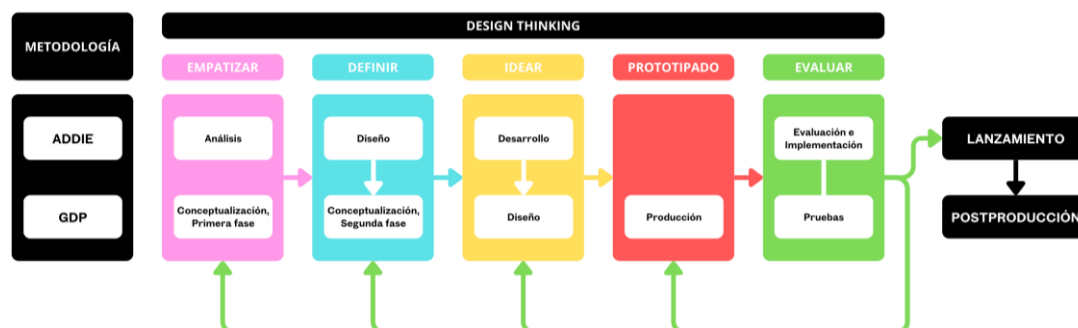 METODOLOGÍA
DESIGN THINKING
EMPATIZAR
DEFINIR
IDEAR
PROTOTIPADO
EVALUAR
ADDIE
Análisis
Diseño
Desarrollo
Evaluación e
Implementación
LANZAMIENTO
GDP
Conceptualización,
Primera fase
Conceptualización,
Segunda fase
Diseño
Producción
Pruebas
POSTPRODUCCIÓN